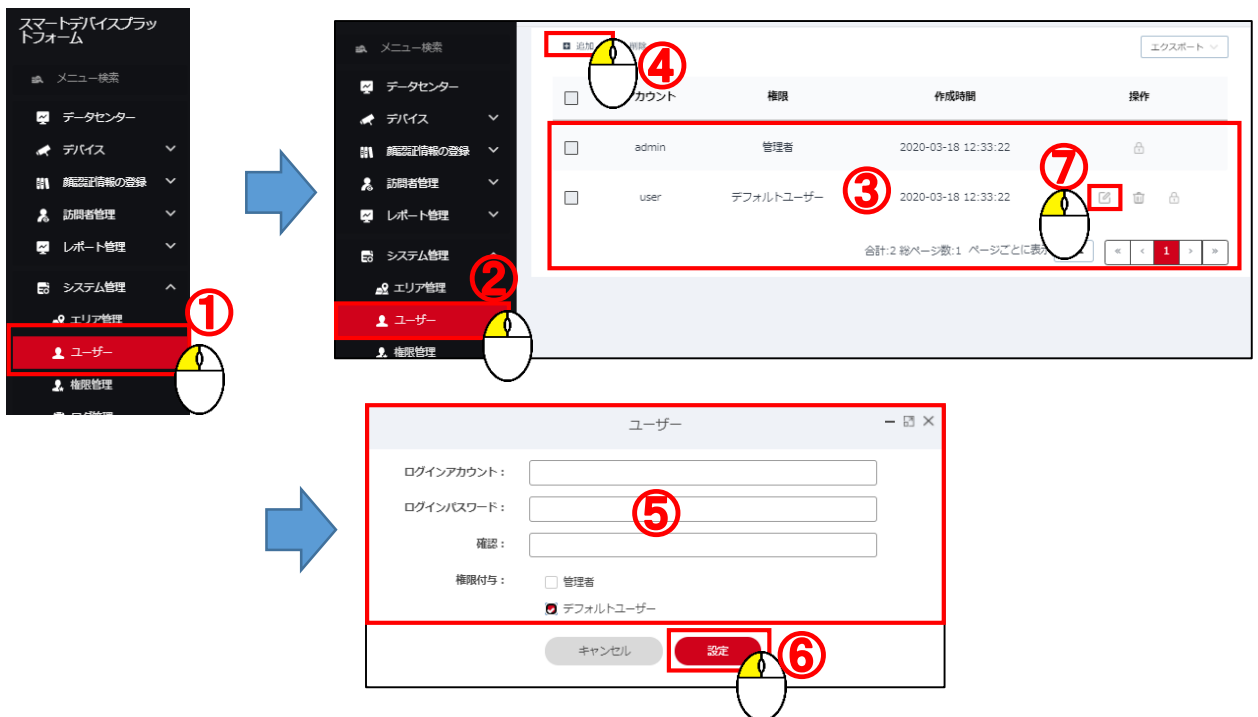 スマートデバイスプラッ
トフォーム
メニュー検索
データセンター
デバイス
顔認証情報の登録
訪問者管理
レポート管理
システム管理
エリア管理
①
ユーザー
権限管理
メニュー検索
データセンター
デバイス
顔認証情報の登録
訪問者管理
レポート管理
システム管理
②
エリア管理
ユーザー
権限管理
追加
④
エクスポート
カウント 権限 作成時間 操作
admin 管理者 2020-03-18 12:33:22
⑦
user デフォルトユーザー ③ 2020-03-18 12:33:22
合計:2 総ページ数:1 ページごとに表示
« < 1 > »
ユーザー
ログインアカウント：
ログインパスワード：
⑤
確認：
権限付与： 管理者
デフォルトユーザー
キャンセル 設定 ⑥